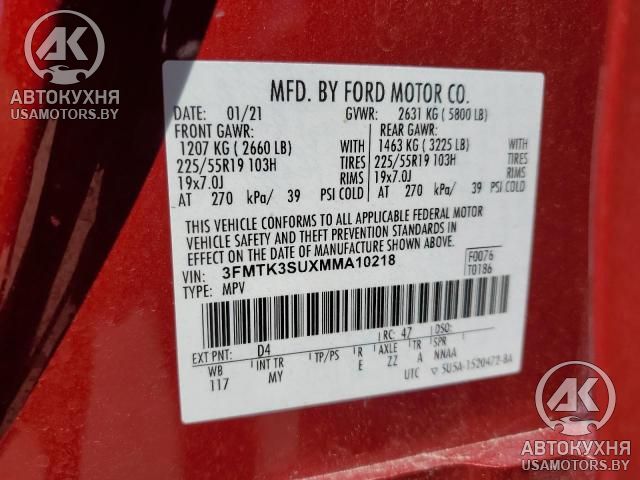 AK
АВТОКУХНЯ
USAMOTORS.BY
MFD. BY FORD MOTOR CO.
DATE: 01/21 GVWR: 2631 KG ( 5800 LB)
FRONT GAWR: REAR GAWR:
1207 KG ( 2660 LB) 1463 KG ( 3225 LB)
225/55R19 103H TIRES 225/55R19 103H TIRES
19x7.0J RIMS 19x7.0J RIMS
AT 270 kPa/ 39 PSI COLD AT 270 kPa/ 39 PSI COLD
THIS VEHICLE CONFORMS TO ALL APPLICABLE FEDERAL MOTOR
VEHICLE SAFETY AND THEFT PREVENTION STANDARDS IN
EFFECT ON THE DATE OF MANUFACTURE SHOWN ABOVE.
VIN: 3FMTK3SUXMMA10218 F0076
TYPE: MPV T0186
EXT PNT: D4 RC: 47 DSO:
WB INT TR TP/PS R AXLE TR SPR
117 MY E ZZ A NNAA
UTC ▽ 5U5A-1520472-BA
AK
АВТОКУХНЯ
USAMOTORS.BY